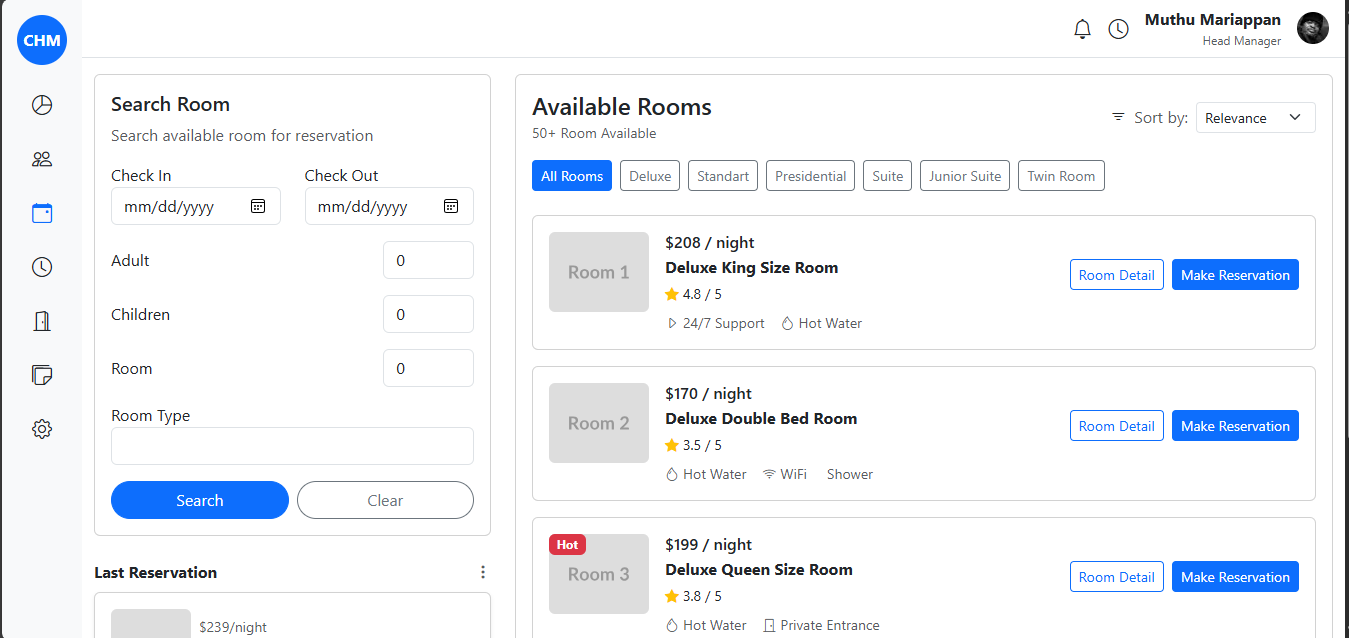 CHM
Muthu Mariappan
Head Manager
Search Room
Search available room for reservation
Check In
Check Out
mm/dd/yyyy
mm/dd/yyyy
Adult
0
Children
0
Room
0
Room Type
Search
Clear
Last Reservation
$239/night
Available Rooms
50+ Room Available
Sort by:
Relevance
All Rooms
Deluxe
Standart
Presidential
Suite
Junior Suite
Twin Room
Room 1
$208 / night
Deluxe King Size Room
4.8 / 5
24/7 Support
Hot Water
Room Detail
Make Reservation
Room 2
$170 / night
Deluxe Double Bed Room
3.5 / 5
Hot Water
WiFi
Shower
Room Detail
Make Reservation
Hot
Room 3
$199 / night
Deluxe Queen Size Room
3.8 / 5
Hot Water
Private Entrance
Room Detail
Make Reservation